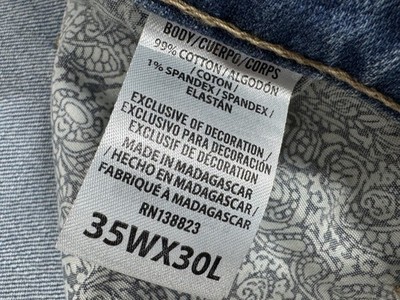 BODY/CUERPO/CORPS
99% COTTON/ALGODÓN
/COTON/
1% SPANDEX/SPANDEX/
ELASTÁN
EXCLUSIVE OF DECORATION/
EXCLUSIVO PARA DECORACIÓN/
EXCLUSIF DE DÉCORATION
MADE IN MADAGASCAR
/ HECHO EN MADAGASCAR/
FABRIQUÉ À MADAGASCAR
RN138823
35WX30L